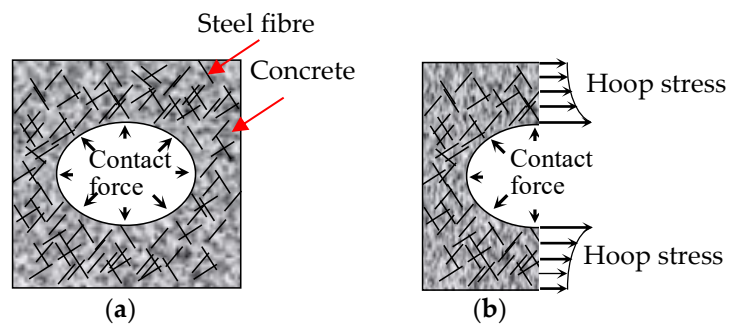 Steel fibre
Concrete
Contact
force
(a)
Hoop stress
Contact
force
Hoop stress
(b)